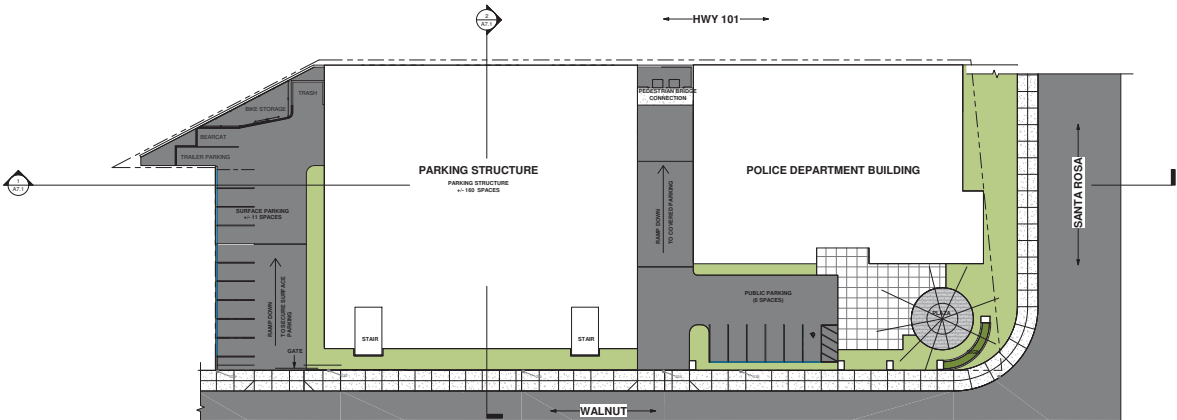 2
A7.1
HWY 101
TRASH
BIKE STORAGE
BEARCAT
TRAILER PARKING
PEDESTRIAN BRIDGE
CONNECTION
PARKING STRUCTURE
PARKING STRUCTURE
+/- 160 SPACES
POLICE DEPARTMENT BUILDING
1
A7.1
SANTA ROSA
SURFACE PARKING
+/- 11 SPACES
RAMP DOWN
TO COVERED PARKING
RAMP DOWN
TO SECURE SURFACE
PARKING
PUBLIC PARKING
(6 SPACES)
PLAZA
STAIR
STAIR
GATE
SIGN
WALNUT